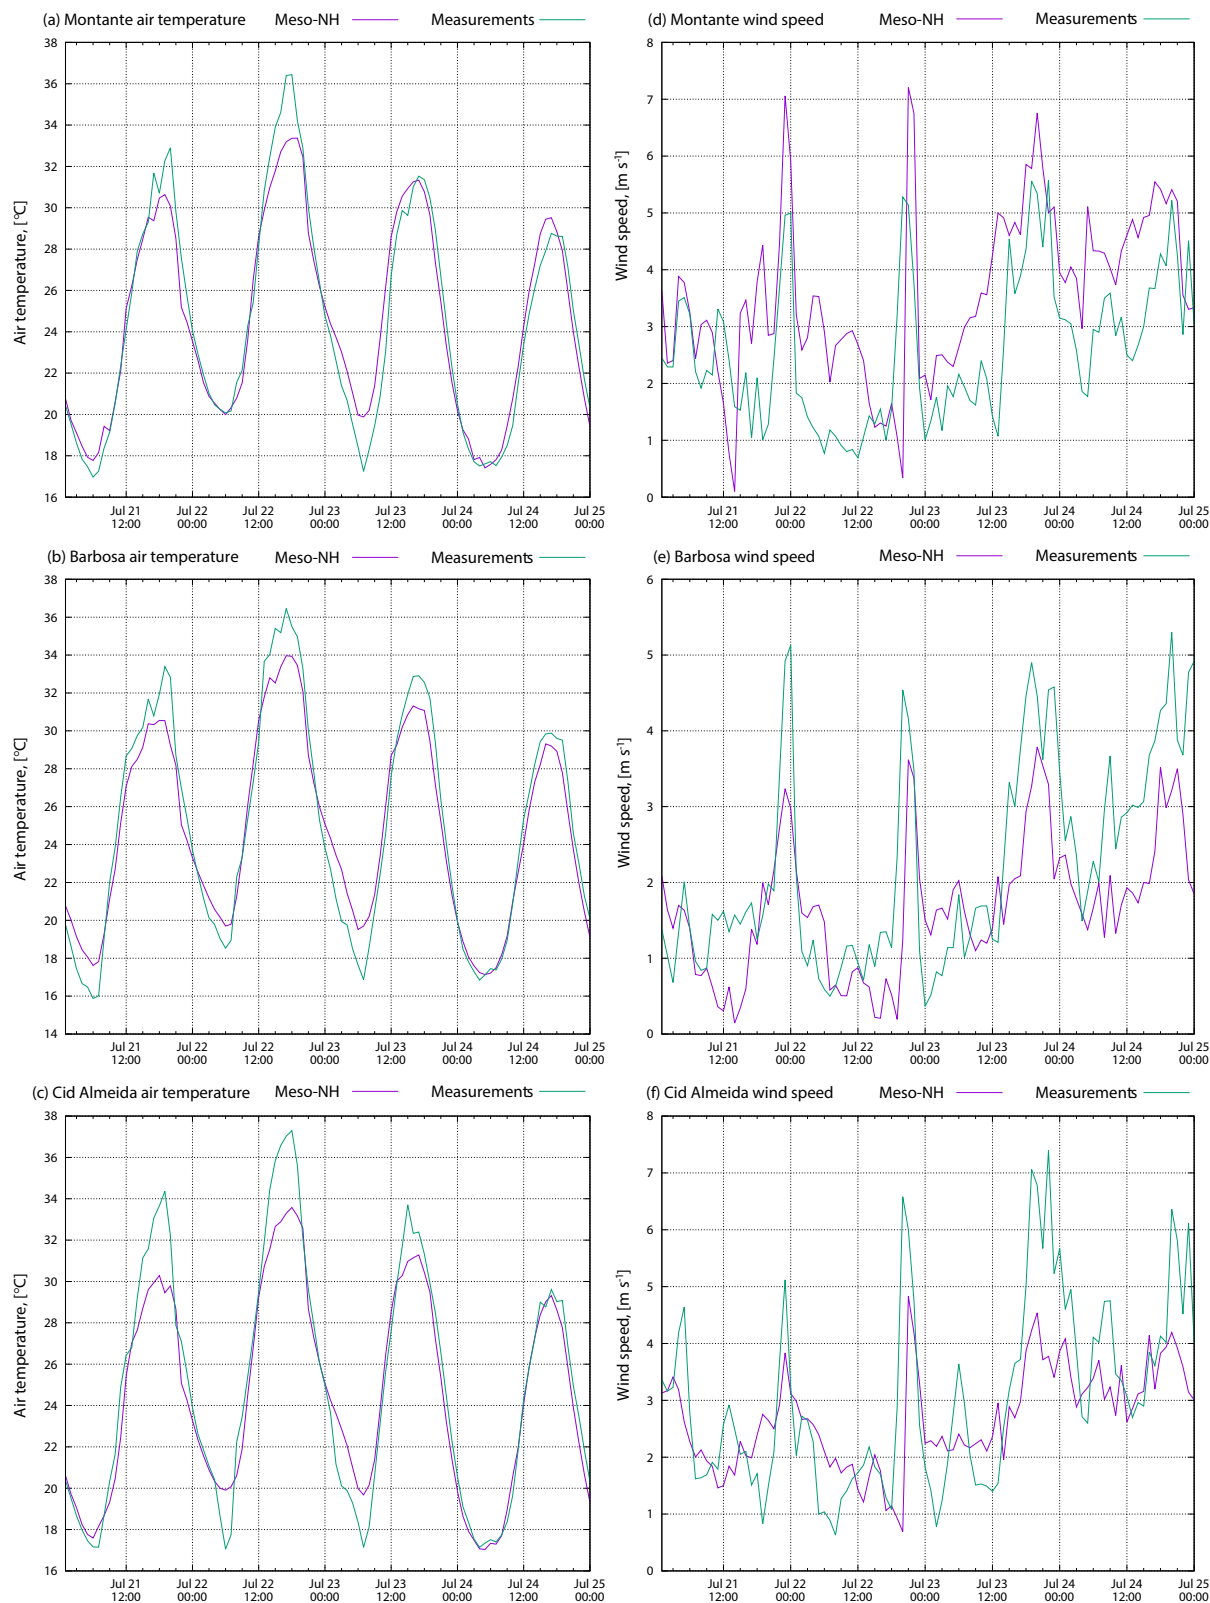 (a) Montante air temperature Meso-NH Measurements
38
36
34
32
30
28
26
24
22
20
18
16
Air temperature, [°C]
Jul 21 12:00
Jul 22 00:00
Jul 22 12:00
Jul 23 00:00
Jul 23 12:00
Jul 24 00:00
Jul 24 12:00
Jul 25 00:00
(d) Montante wind speed Meso-NH Measurements
8
7
6
5
4
3
2
1
0
Wind speed, [m s⁻¹]
Jul 21 12:00
Jul 22 00:00
Jul 22 12:00
Jul 23 00:00
Jul 23 12:00
Jul 24 00:00
Jul 24 12:00
Jul 25 00:00
(b) Barbosa air temperature Meso-NH Measurements
38
36
34
32
30
28
26
24
22
20
18
16
14
Air temperature, [°C]
Jul 21 12:00
Jul 22 00:00
Jul 22 12:00
Jul 23 00:00
Jul 23 12:00
Jul 24 00:00
Jul 24 12:00
Jul 25 00:00
(e) Barbosa wind speed Meso-NH Measurements
6
5
4
3
2
1
0
Wind speed, [m s⁻¹]
Jul 21 12:00
Jul 22 00:00
Jul 22 12:00
Jul 23 00:00
Jul 23 12:00
Jul 24 00:00
Jul 24 12:00
Jul 25 00:00
(c) Cid Almeida air temperature Meso-NH Measurements
38
36
34
32
30
28
26
24
22
20
18
16
Air temperature, [°C]
Jul 21 12:00
Jul 22 00:00
Jul 22 12:00
Jul 23 00:00
Jul 23 12:00
Jul 24 00:00
Jul 24 12:00
Jul 25 00:00
(f) Cid Almeida wind speed Meso-NH Measurements
8
7
6
5
4
3
2
1
0
Wind speed, [m s⁻¹]
Jul 21 12:00
Jul 22 00:00
Jul 22 12:00
Jul 23 00:00
Jul 23 12:00
Jul 24 00:00
Jul 24 12:00
Jul 25 00:00